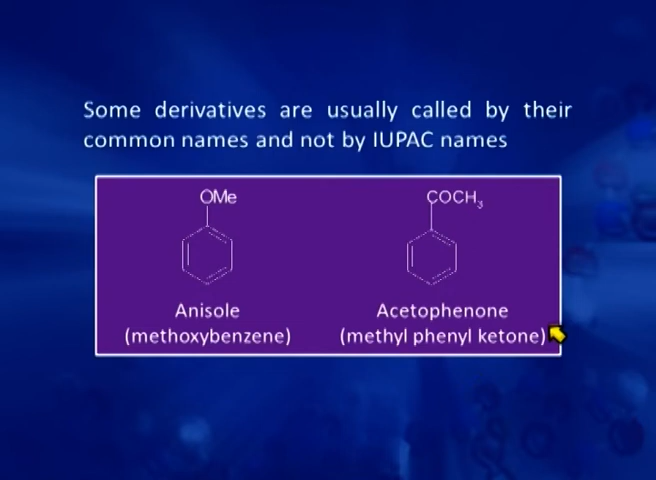 Some derivatives are usually called by their
common names and not by IUPAC names
OMe
COCH₃
Anisole
(methoxybenzene)
Acetophenone
(methyl phenyl ketone)